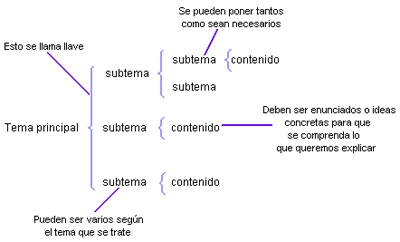 Se pueden poner tantos
como sean necesarios
Esto se llama llave
subtema
subtema
contenido
subtema
Deben ser enunciados o ideas
concretas para que
se comprenda lo
que queremos explicar
Tema principal
subtema
contenido
subtema
contenido
Pueden ser varios según
el tema que se trate